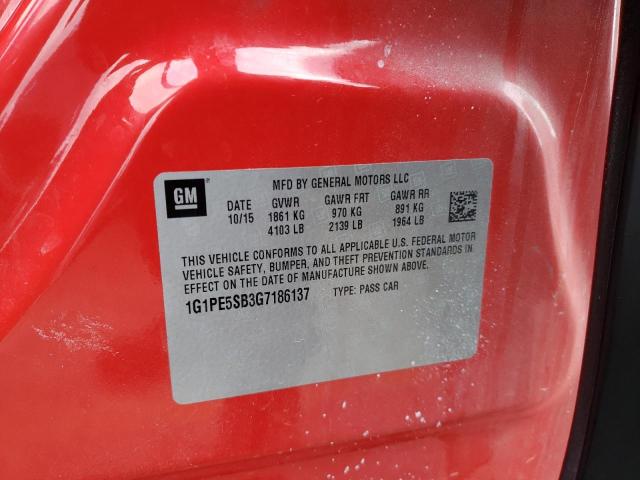 GM
MFD BY GENERAL MOTORS LLC
DATE GVWR GAWR FRT GAWR RR
10/15 1861 KG 970 KG 891 KG
4103 LB 2139 LB 1964 LB
THIS VEHICLE CONFORMS TO ALL APPLICABLE U.S. FEDERAL MOTOR
VEHICLE SAFETY, BUMPER, AND THEFT PREVENTION STANDARDS IN
EFFECT ON THE DATE OF MANUFACTURE SHOWN ABOVE.
1G1PE5SB3G7186137 TYPE: PASS CAR